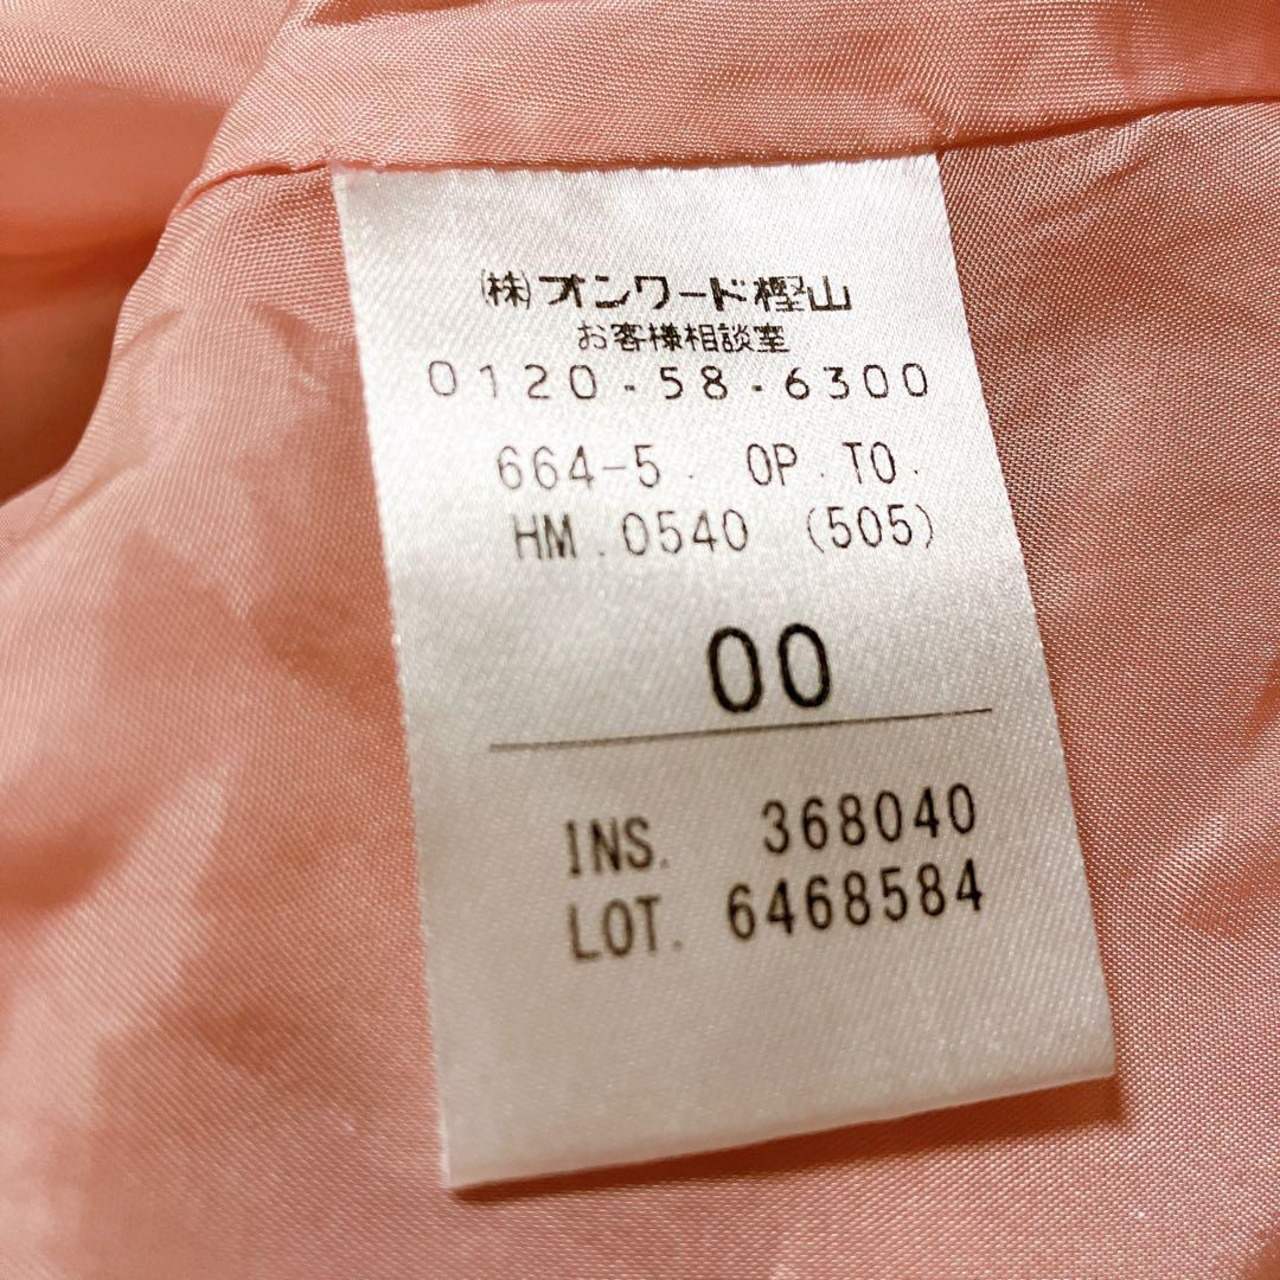 (株)オンワード樫山
お客様相談室
0120-58-6300
664-5. OP.TO.
HM.0540 (505)
00
INS. 368040
LOT. 6468584